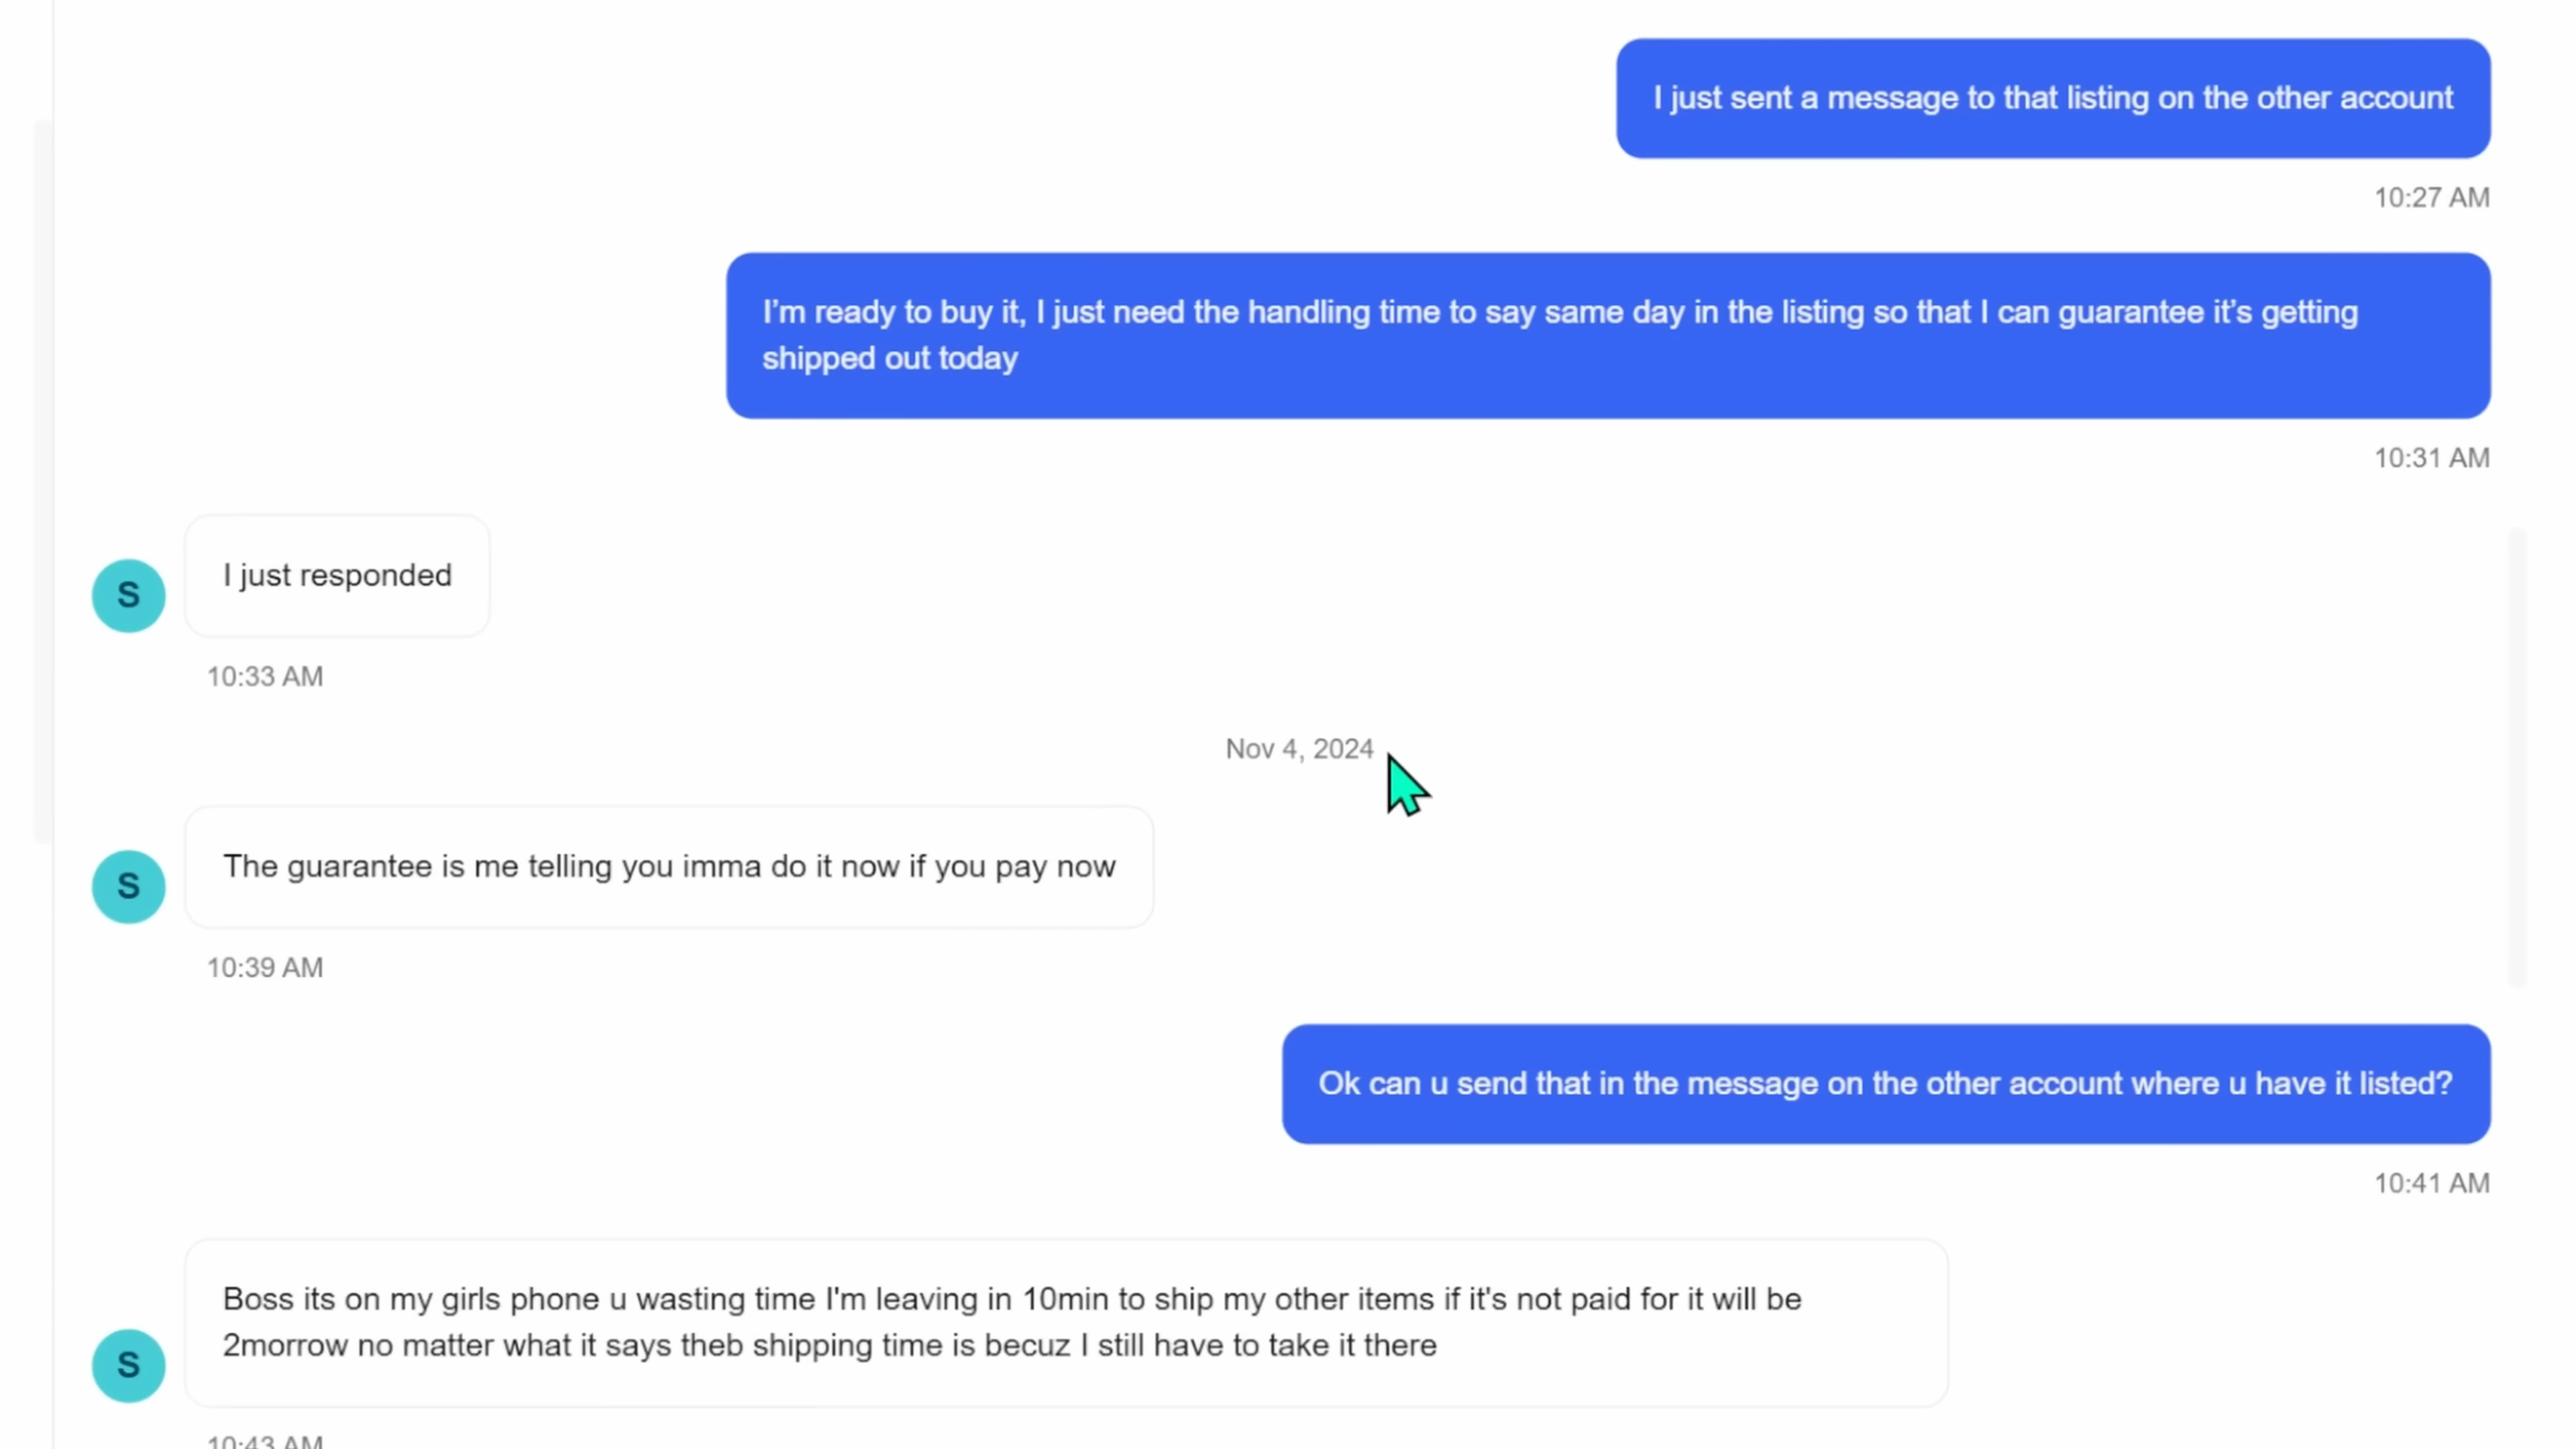 I just sent a message to that listing on the other account
10:27 AM
I'm ready to buy it, I just need the handling time to say same day in the listing so that I can guarantee it's getting
shipped out today
10:31 AM
I just responded
S
10:33 AM
Nov 4, 2024
The guarantee is me telling you imma do it now if you pay now
S
10:39 AM
Ok can u send that in the message on the other account where u have it listed?
10:41 AM
Boss its on my girls phone u wasting time I'm leaving in 10min to ship my other items if it's not paid for it will be
2morrow no matter what it says theb shipping time is becuz I still have to take it there
S
10:43 AM